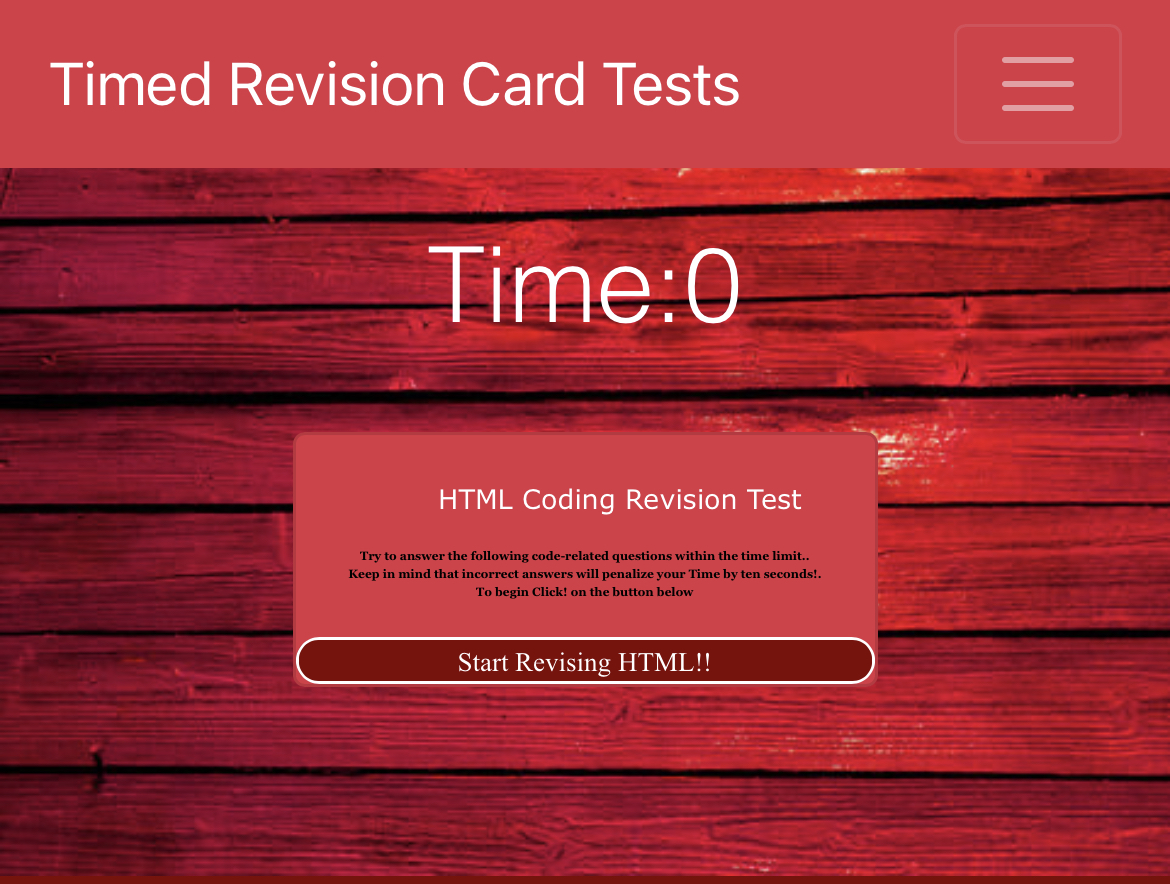 Timed Revision Card Tests
Time:0
HTML Coding Revision Test
Try to answer the following code-related questions within the time limit..
Keep in mind that incorrect answers will penalize your Time by ten seconds!.
To begin Click! on the button below
Start Revising HTML!!